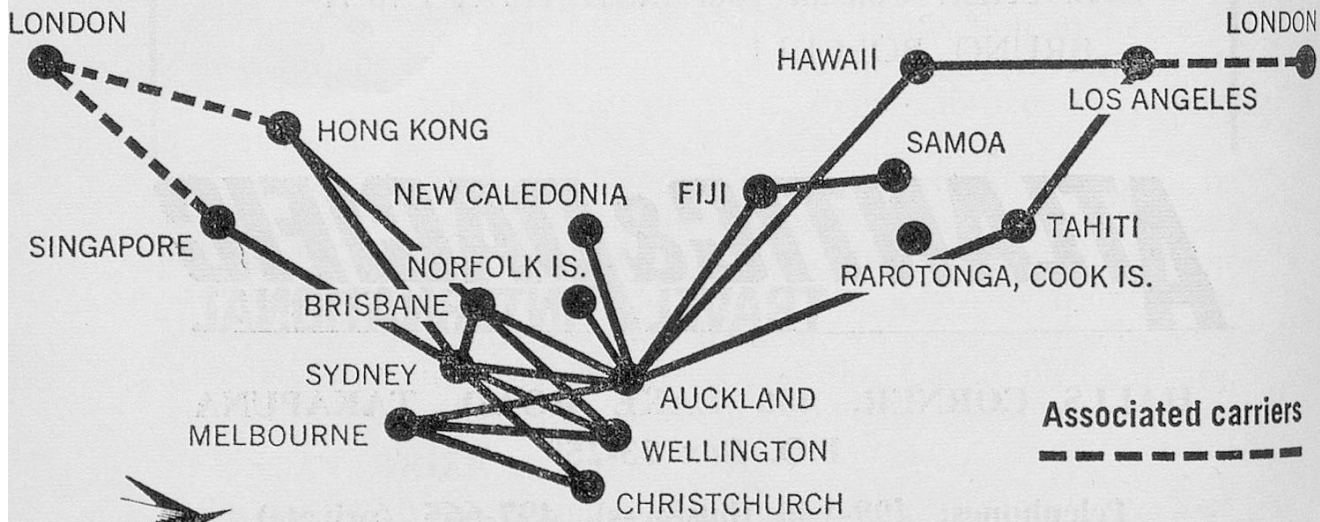 LONDON
LONDON
HAWAII
LOS ANGELES
HONG KONG
SAMOA
NEW CALEDONIA
FIJI
SINGAPORE
TAHITI
NORFOLK IS.
RAROTONGA, COOK IS.
BRISBANE
SYDNEY
AUCKLAND
MELBOURNE
WELLINGTON
CHRISTCHURCH
Associated carriers